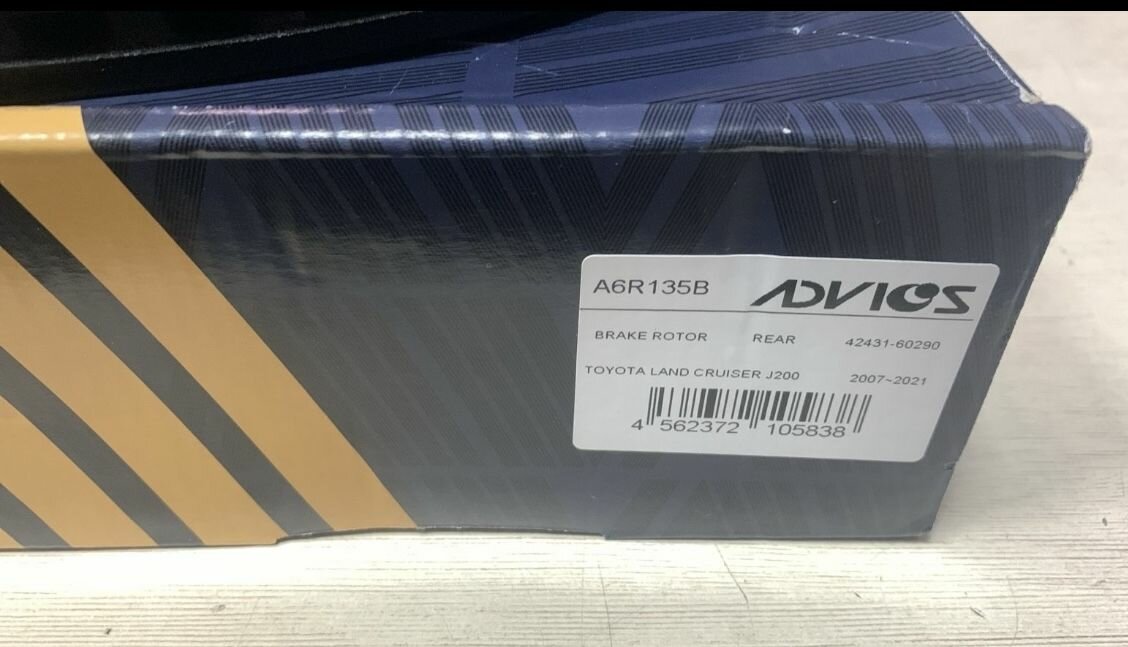 A6R135B ADVICS
BRAKE ROTOR REAR 42431-60290
TOYOTA LAND CRUISER J200 2007~2021
4 562372 105838